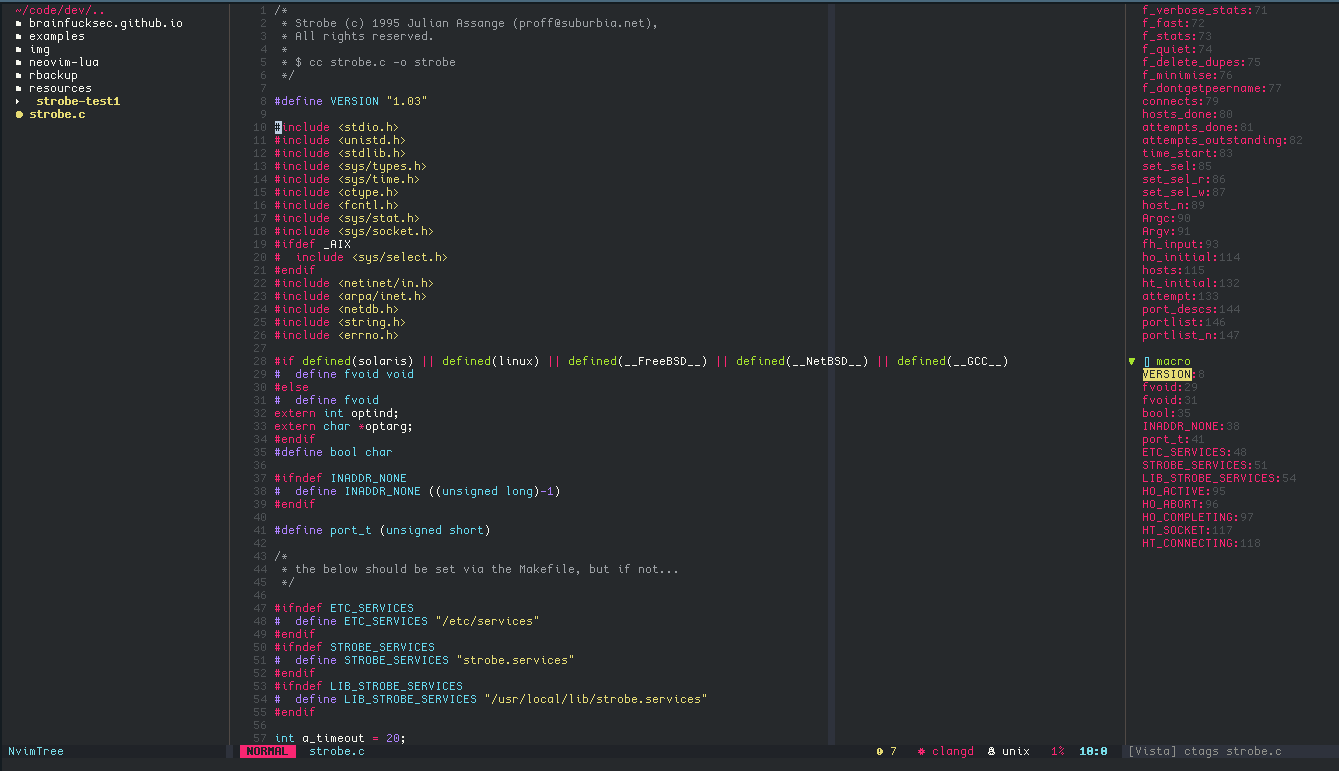 ~/code/dev/..
brainfucksec.github.io
examples
img
neovim-lua
rbackup
resources
strobe-test1
strobe.c
1 /*
2  * Strobe (c) 1995 Julian Assange (proff@suburbia.net),
3  * All rights reserved.
4  *
5  * $ cc strobe.c -o strobe
6  */
7
8 #define VERSION "1.03"
9
10 #include <stdio.h>
11 #include <unistd.h>
12 #include <stdlib.h>
13 #include <sys/types.h>
14 #include <sys/time.h>
15 #include <ctype.h>
16 #include <fcntl.h>
17 #include <sys/stat.h>
18 #include <sys/socket.h>
19 #ifdef _AIX
20 #  include <sys/select.h>
21 #endif
22 #include <netinet/in.h>
23 #include <arpa/inet.h>
24 #include <netdb.h>
25 #include <string.h>
26 #include <errno.h>
27
28 #if defined(solaris) || defined(linux) || defined(__FreeBSD__) || defined(__NetBSD__) || defined(__GCC__)
29 #  define fvoid void
30 #else
31 #  define fvoid
32 extern int optind;
33 extern char *optarg;
34 #endif
35 #define bool char
36
37 #ifndef INADDR_NONE
38 #  define INADDR_NONE ((unsigned long)-1)
39 #endif
40
41 #define port_t (unsigned short)
42
43 /*
44  * the below should be set via the Makefile, but if not...
45  */
46
47 #ifndef ETC_SERVICES
48 #  define ETC_SERVICES "/etc/services"
49 #endif
50 #ifndef STROBE_SERVICES
51 #  define STROBE_SERVICES "strobe.services"
52 #endif
53 #ifndef LIB_STROBE_SERVICES
54 #  define LIB_STROBE_SERVICES "/usr/local/lib/strobe.services"
55 #endif
56
57 int a_timeout = 20;
f_verbose_stats:71
f_fast:72
f_stats:73
f_quiet:74
f_delete_dupes:75
f_minimise:76
f_dontgetpeername:77
connects:79
hosts_done:80
attempts_done:81
attempts_outstanding:82
time_start:83
set_sel:85
set_sel_r:86
set_sel_w:87
host_n:89
Argc:90
Argv:91
fh_input:93
ho_initial:114
hosts:115
ht_initial:132
attempt:133
port_descs:144
portlist:146
portlist_n:147
macro
VERSION:8
fvoid:29
fvoid:31
bool:35
INADDR_NONE:38
port_t:41
ETC_SERVICES:48
STROBE_SERVICES:51
LIB_STROBE_SERVICES:54
HO_ACTIVE:95
HO_ABORT:96
HO_COMPLETING:97
HT_SOCKET:117
HT_CONNECTING:118
NvimTree
NORMAL strobe.c 7 clangd unix 1% 10:0
[Vista] ctags strobe.c